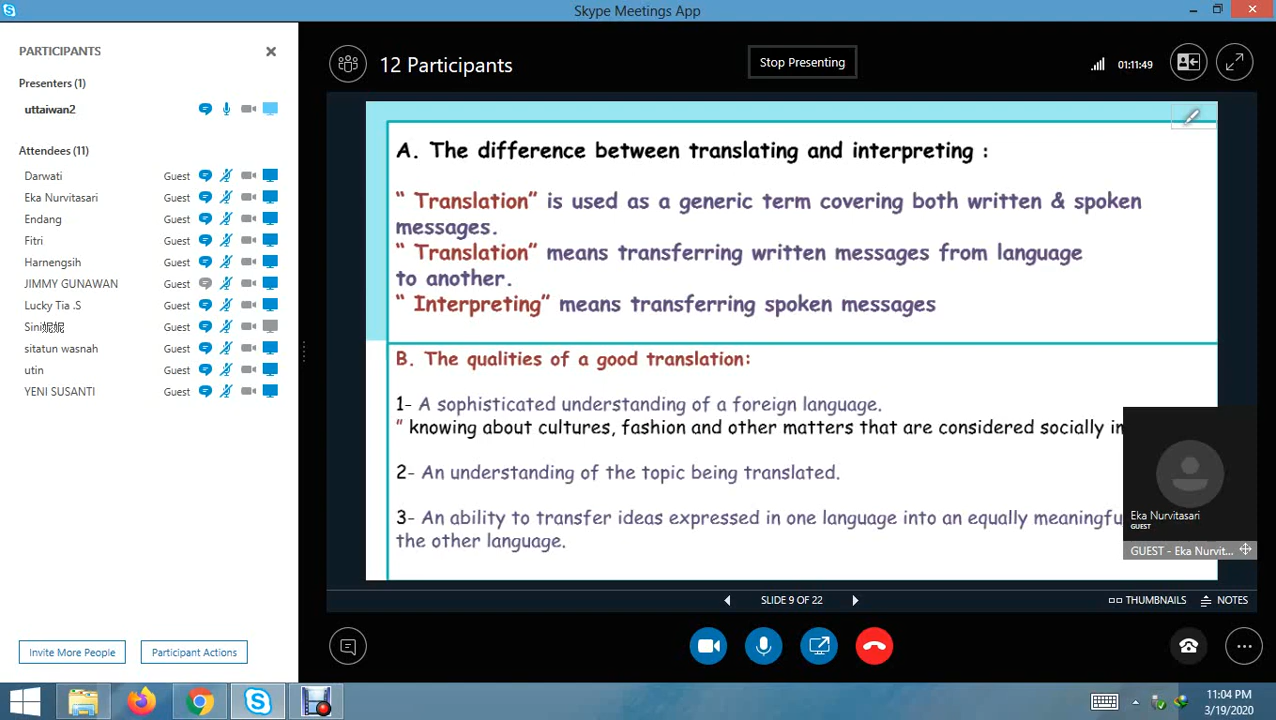 Skype Meetings App
PARTICIPANTS
Presenters (1)
uttaiwan2
Attendees (11)
Darwati Guest
Eka Nurvitasari Guest
Endang Guest
Fitri Guest
Harnengsih Guest
JIMMY GUNAWAN Guest
Lucky Tia .S Guest
Sini妮妮 Guest
sitatun wasnah Guest
utin Guest
YENI SUSANTI Guest
Invite More People
Participant Actions
12 Participants
Stop Presenting
01:11:49
A. The difference between translating and interpreting :
“ Translation” is used as a generic term covering both written & spoken
messages.
“ Translation” means transferring written messages from language
to another.
“ Interpreting” means transferring spoken messages
B. The qualities of a good translation:
1- A sophisticated understanding of a foreign language.
” knowing about cultures, fashion and other matters that are considered socially in
2- An understanding of the topic being translated.
3- An ability to transfer ideas expressed in one language into an equally meaningfu
the other language.
Eka Nurvitasari
GUEST
GUEST - Eka Nurvit...
SLIDE 9 OF 22
THUMBNAILS
NOTES
11:04 PM
3/19/2020